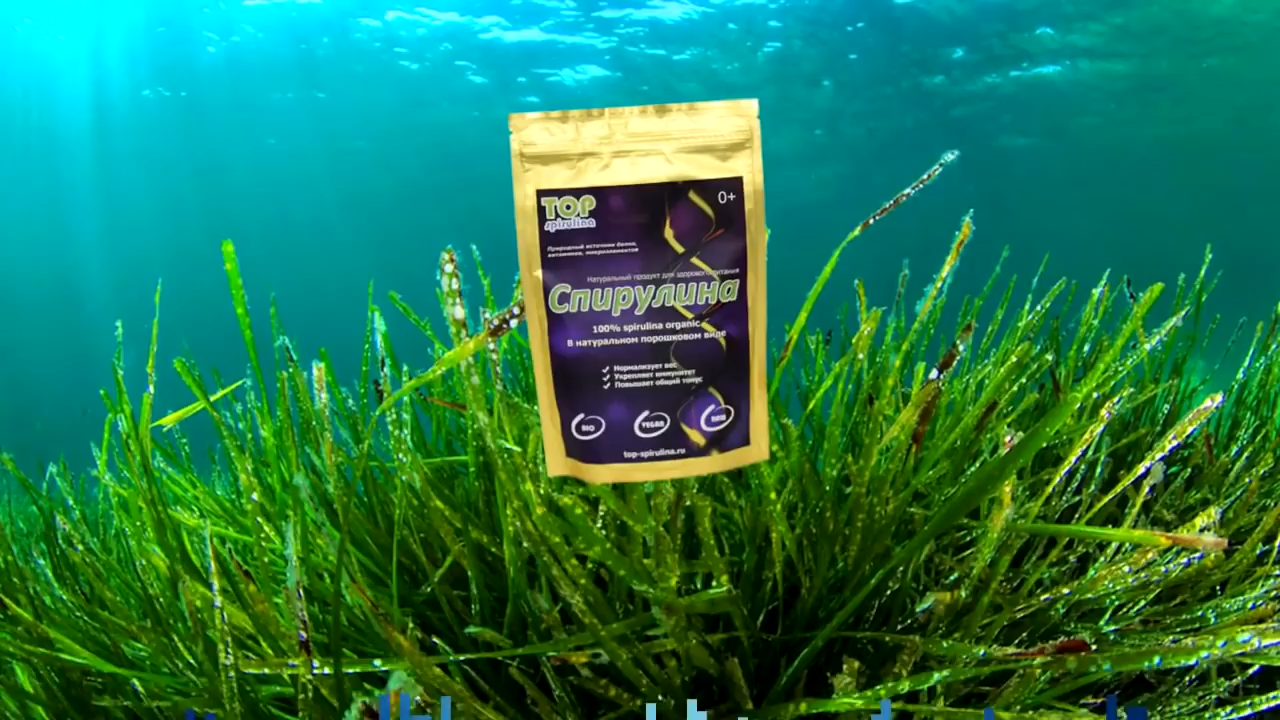 TOP
spirulina
0+
Природный источник белка,
витаминов, микроэлементов
Натуральный продукт для здорового питания
Спирулина
100% spirulina organic
В натуральном порошковом виде
Нормализует вес
Укрепляет иммунитет
Повышает общий тонус
BIO
VEGAN
RAW
top-spirulina.ru